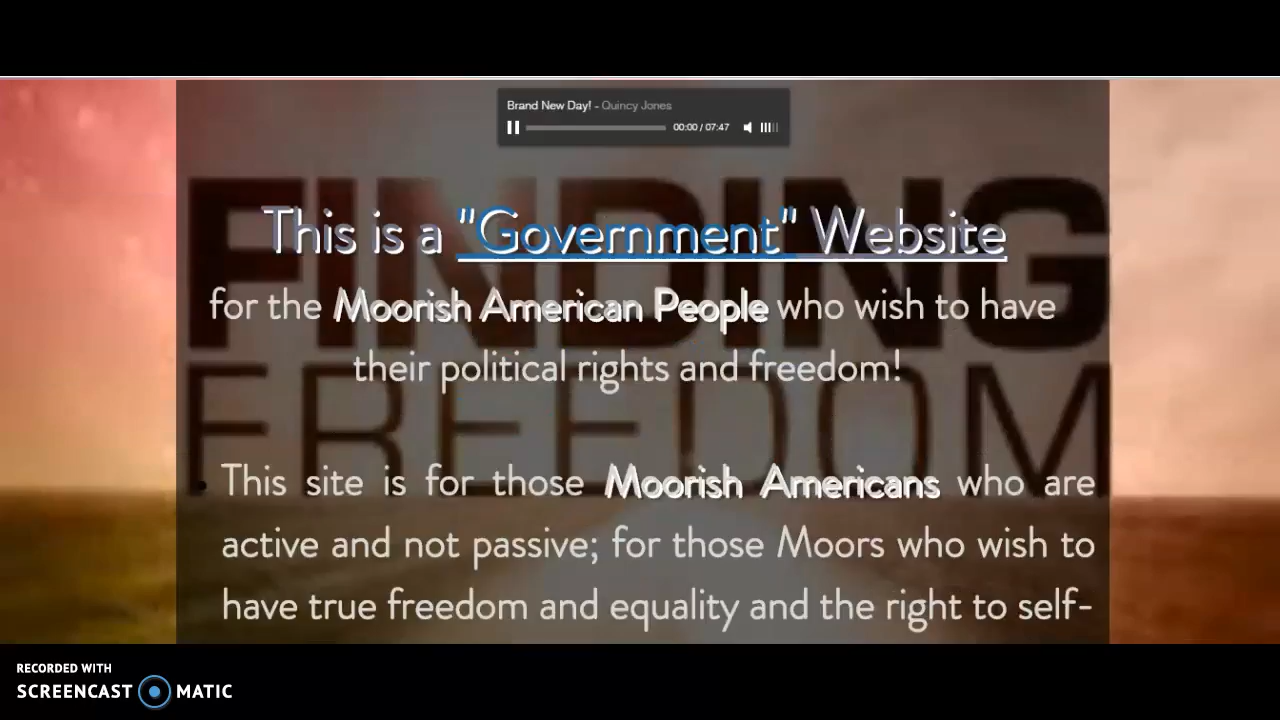 Brand New Day! - Quincy Jones
00:00 / 07:47
FINDING
This is a "Government" Website
for the Moorish American People who wish to have
their political rights and freedom!
FREEDOM
This site is for those Moorish Americans who are
active and not passive; for those Moors who wish to
have true freedom and equality and the right to self-
RECORDED WITH
SCREENCAST MATIC